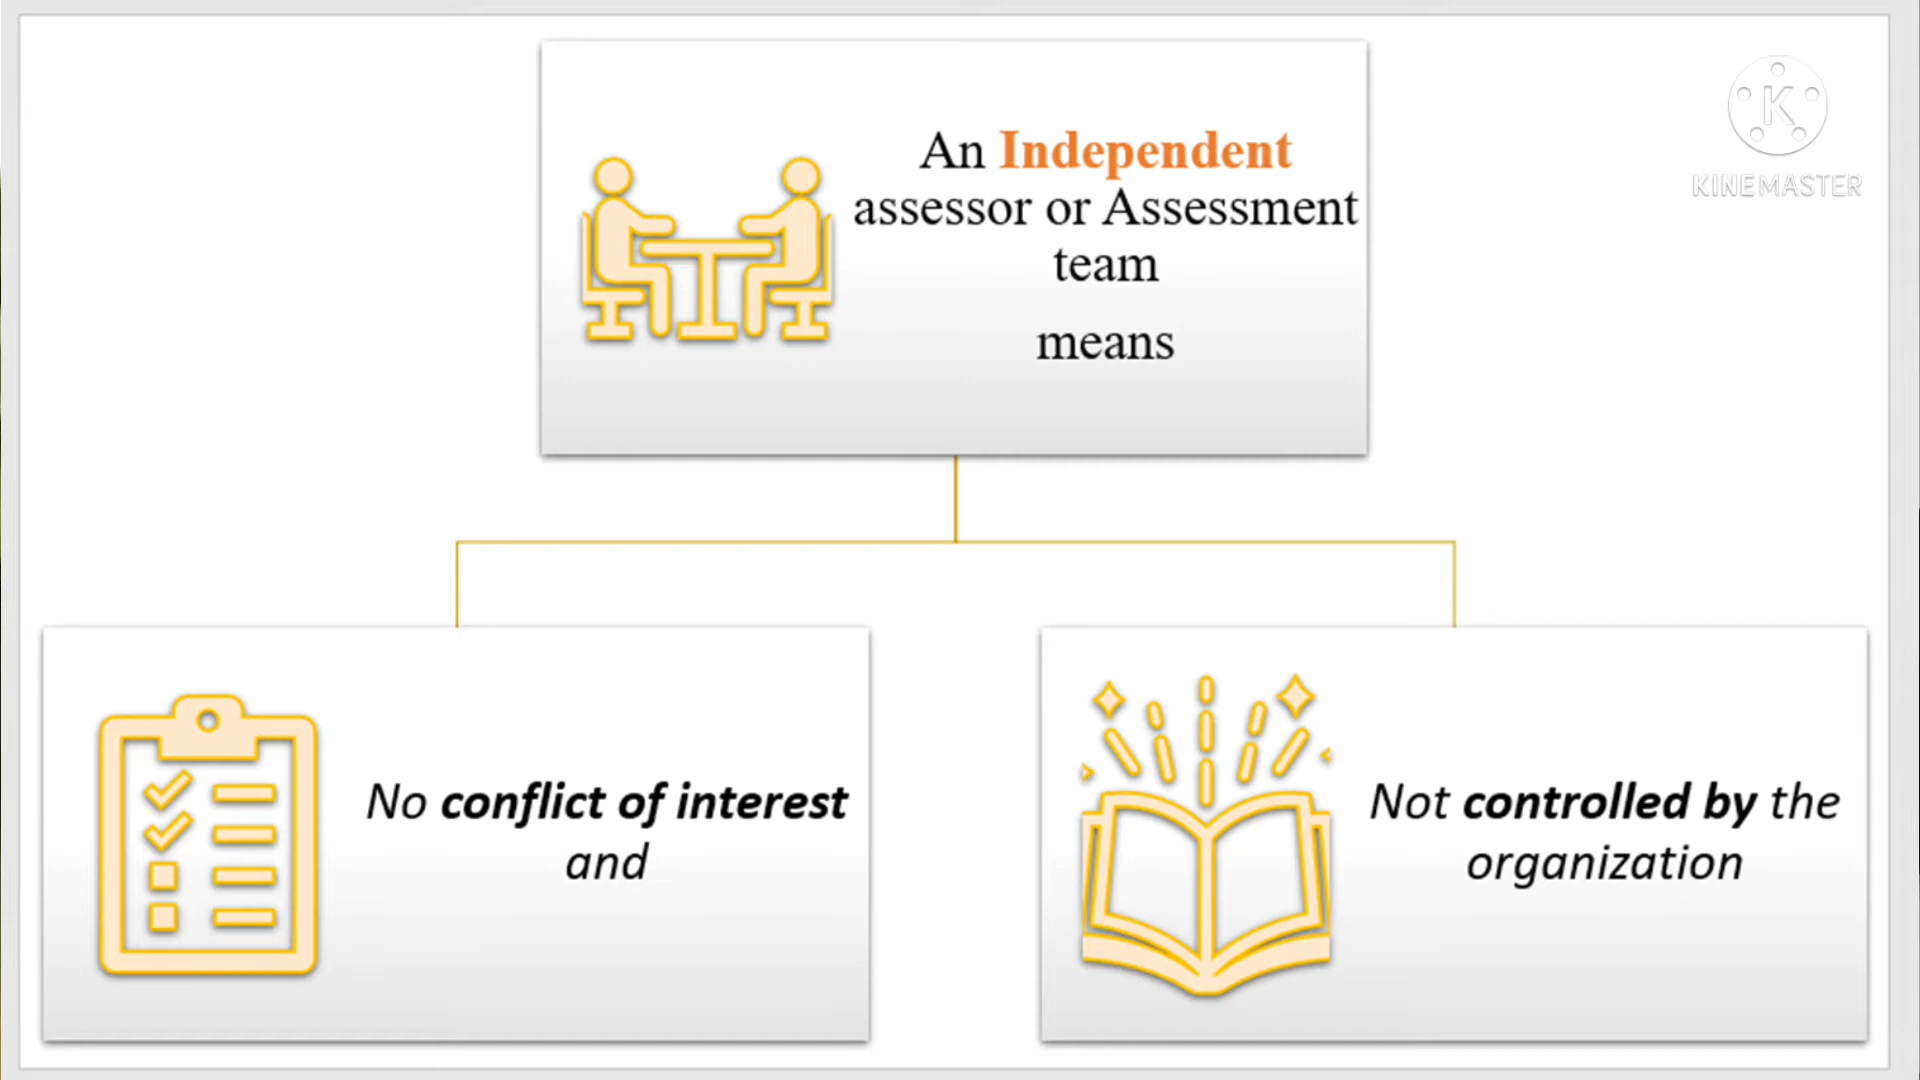 An Independent
assessor or Assessment
team
means
K
KINEMASTER
No conflict of interest
and
Not controlled by the
organization